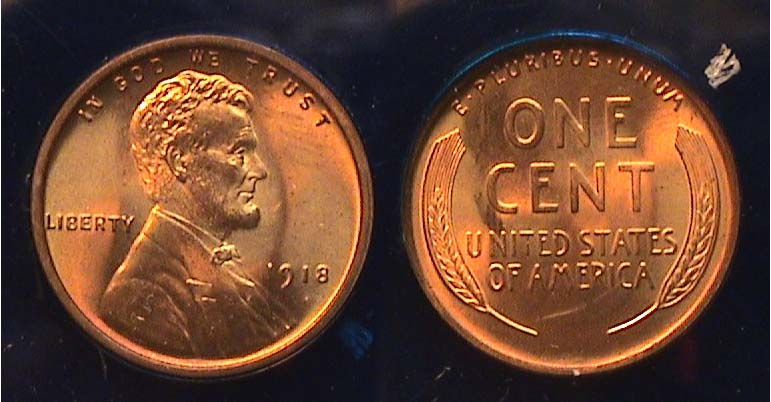 IN GOD WE TRUST
LIBERTY
1918
E·PLURIBUS·UNUM
ONE
CENT
UNITED STATES
OF AMERICA